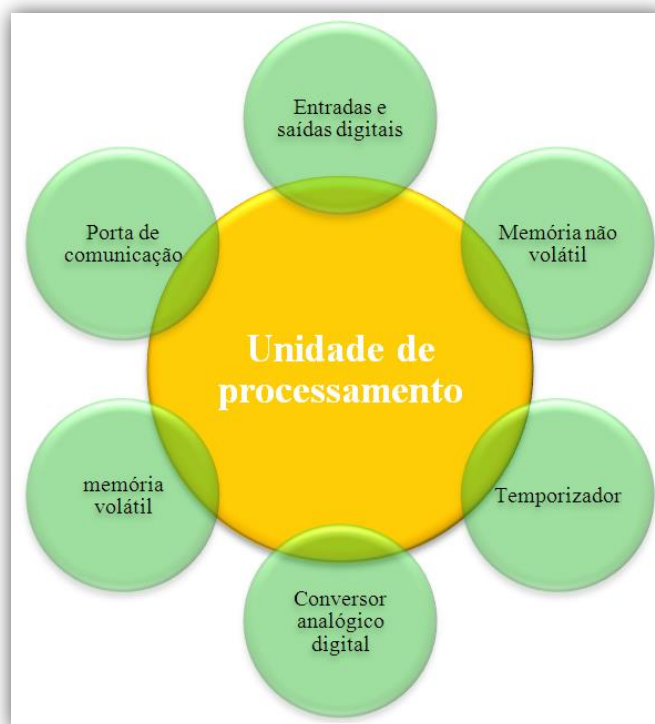 Entradas e
saídas digitais
Porta de
comunicação
Memória não
volátil
Unidade de
processamento
memória
volátil
Temporizador
Conversor
analógico
digital